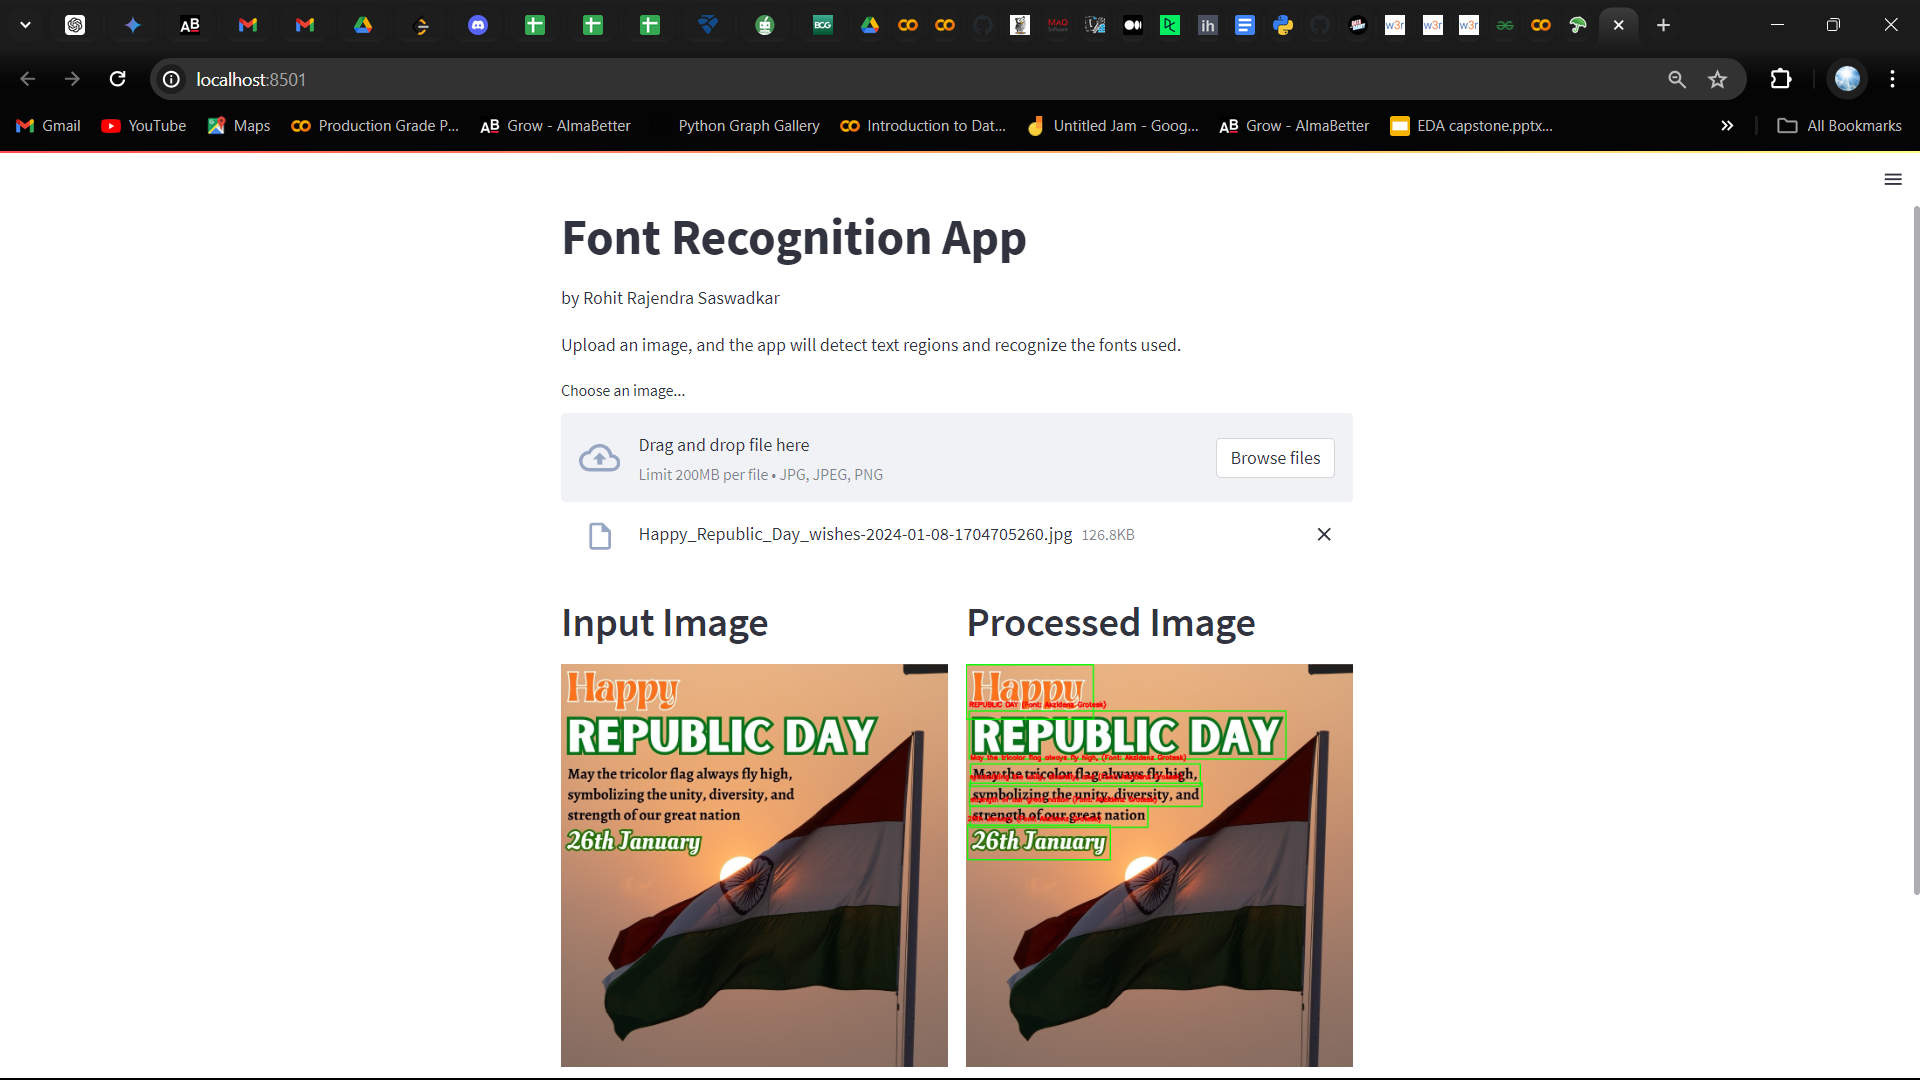 localhost:8501
Gmail
YouTube
Maps
Production Grade P...
Grow - AlmaBetter
Python Graph Gallery
Introduction to Dat...
Untitled Jam - Goog...
Grow - AlmaBetter
EDA capstone.pptx...
All Bookmarks
Font Recognition App
by Rohit Rajendra Saswadkar
Upload an image, and the app will detect text regions and recognize the fonts used.
Choose an image...
Drag and drop file here
Limit 200MB per file • JPG, JPEG, PNG
Browse files
Happy_Republic_Day_wishes-2024-01-08-1704705260.jpg 126.8KB
Input Image
Happy
REPUBLIC DAY
May the tricolor flag always fly high,
symbolizing the unity, diversity, and
strength of our great nation
26th January
Processed Image
Happy
REPUBLIC DAY (Font: Akzidenz Grotesk)
REPUBLIC DAY
May the tricolor flag always fly high, (Font: Akzidenz Grotesk)
May the tricolor flag always fly high,
symbolizing the unity, diversity, and
strength of our great nation
26th January